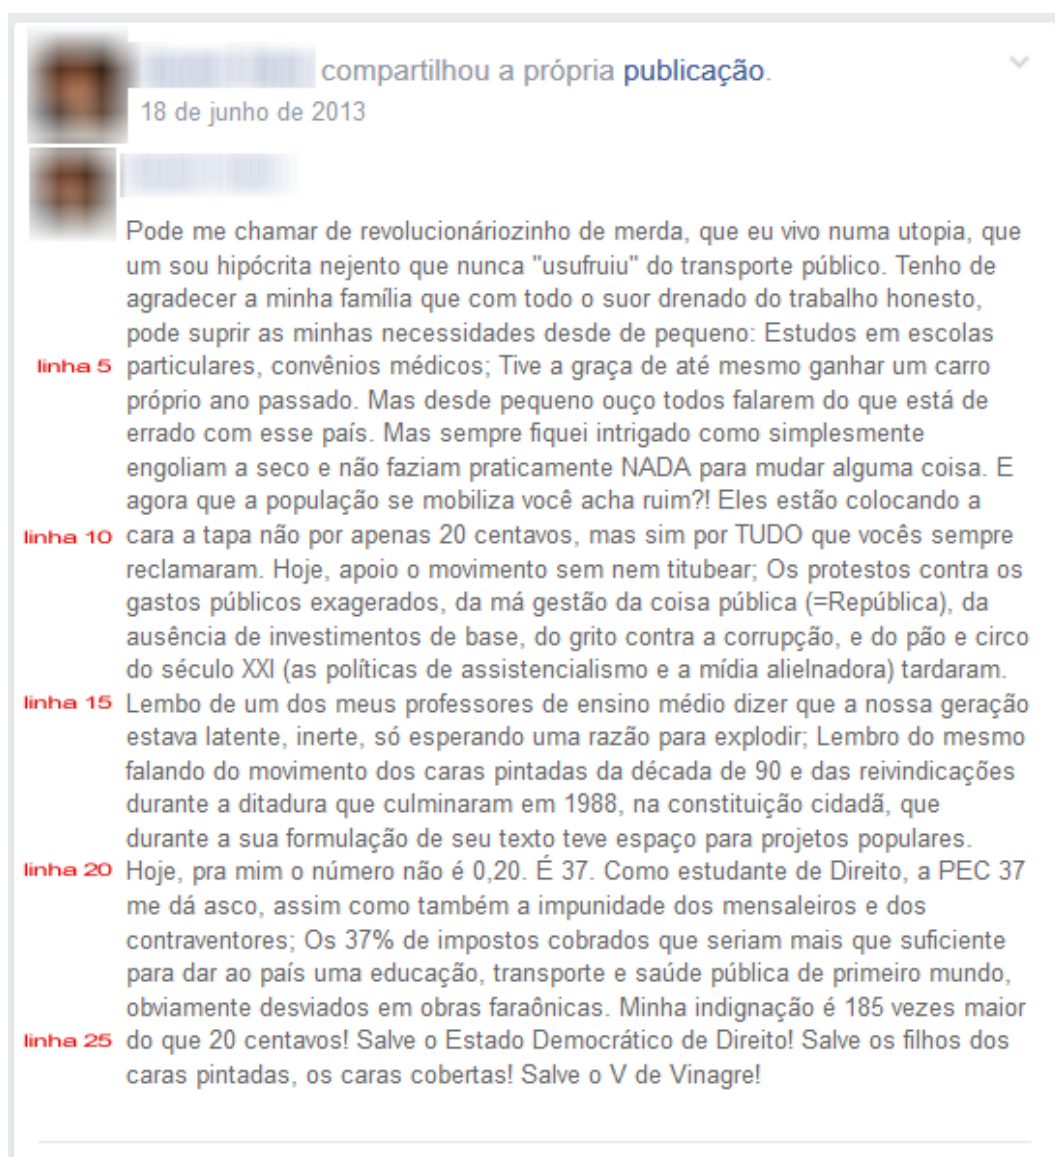 compartilhou a própria publicação.
18 de junho de 2013
Pode me chamar de revolucionáriozinho de merda, que eu vivo numa utopia, que
um sou hipócrita nejento que nunca "usufruiu" do transporte público. Tenho de
agradecer a minha família que com todo o suor drenado do trabalho honesto,
pode suprir as minhas necessidades desde de pequeno: Estudos em escolas
linha 5 particulares, convênios médicos; Tive a graça de até mesmo ganhar um carro
próprio ano passado. Mas desde pequeno ouço todos falarem do que está de
errado com esse país. Mas sempre fiquei intrigado como simplesmente
engoliam a seco e não faziam praticamente NADA para mudar alguma coisa. E
agora que a população se mobiliza você acha ruim?! Eles estão colocando a
linha 10 cara a tapa não por apenas 20 centavos, mas sim por TUDO que vocês sempre
reclamaram. Hoje, apoio o movimento sem nem titubear; Os protestos contra os
gastos públicos exagerados, da má gestão da coisa pública (=República), da
ausência de investimentos de base, do grito contra a corrupção, e do pão e circo
do século XXI (as políticas de assistencialismo e a mídia alielnadora) tardaram.
linha 15 Lembo de um dos meus professores de ensino médio dizer que a nossa geração
estava latente, inerte, só esperando uma razão para explodir; Lembro do mesmo
falando do movimento dos caras pintadas da década de 90 e das reivindicações
durante a ditadura que culminaram em 1988, na constituição cidadã, que
durante a sua formulação de seu texto teve espaço para projetos populares.
linha 20 Hoje, pra mim o número não é 0,20. É 37. Como estudante de Direito, a PEC 37
me dá asco, assim como também a impunidade dos mensaleiros e dos
contraventores; Os 37% de impostos cobrados que seriam mais que suficiente
para dar ao país uma educação, transporte e saúde pública de primeiro mundo,
obviamente desviados em obras faraônicas. Minha indignação é 185 vezes maior
linha 25 do que 20 centavos! Salve o Estado Democrático de Direito! Salve os filhos dos
caras pintadas, os caras cobertas! Salve o V de Vinagre!